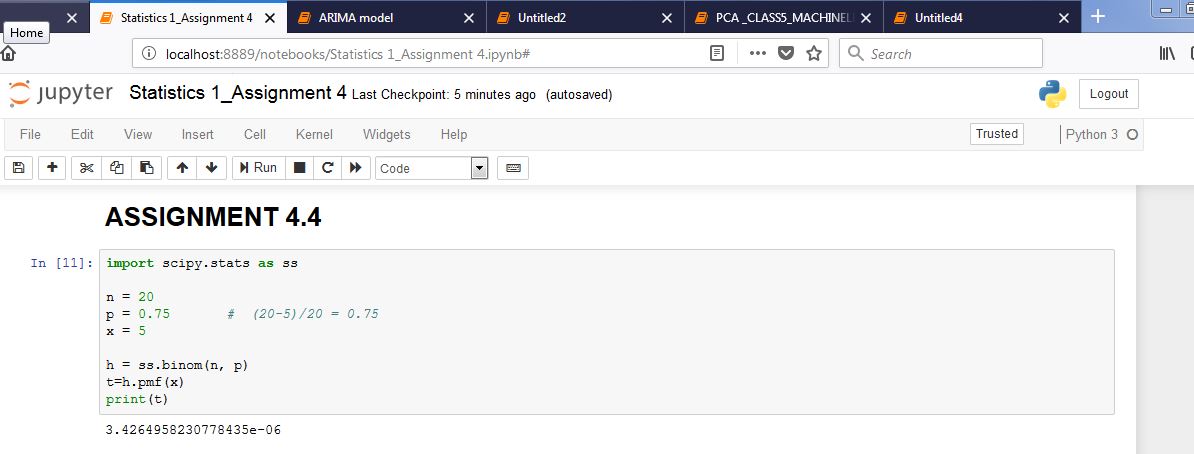 Statistics 1_Assignment 4
ARIMA model
Untitled2
PCA _CLASS5_MACHINEL
Untitled4
Home
localhost:8889/notebooks/Statistics 1_Assignment 4.ipynb#
Search
jupyter Statistics 1_Assignment 4 Last Checkpoint: 5 minutes ago (autosaved)
Logout
File Edit View Insert Cell Kernel Widgets Help
Trusted
Python 3
Run
Code
ASSIGNMENT 4.4
In [11]: import scipy.stats as ss
n = 20
p = 0.75 # (20-5)/20 = 0.75
x = 5
h = ss.binom(n, p)
t=h.pmf(x)
print(t)
3.4264958230778435e-06